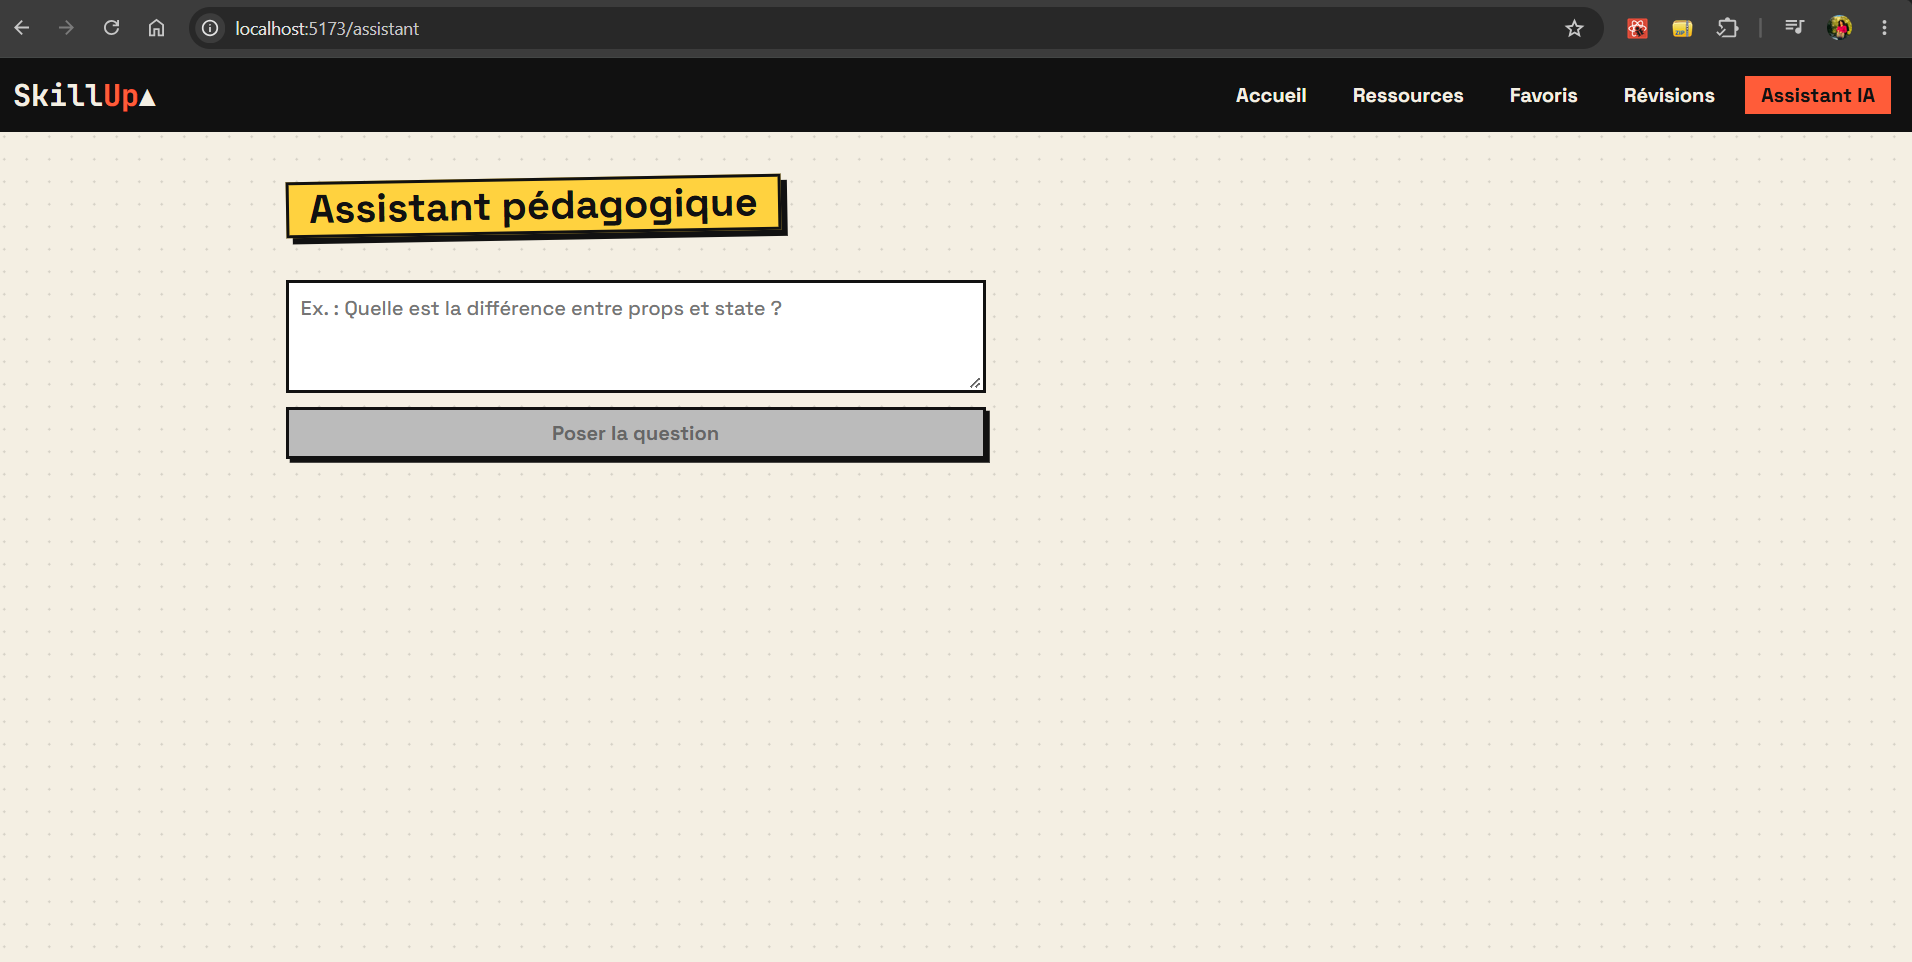 localhost:5173/assistant
SkillUp▲
Accueil
Ressources
Favoris
Révisions
Assistant IA
Assistant pédagogique
Ex. : Quelle est la différence entre props et state ?
Poser la question